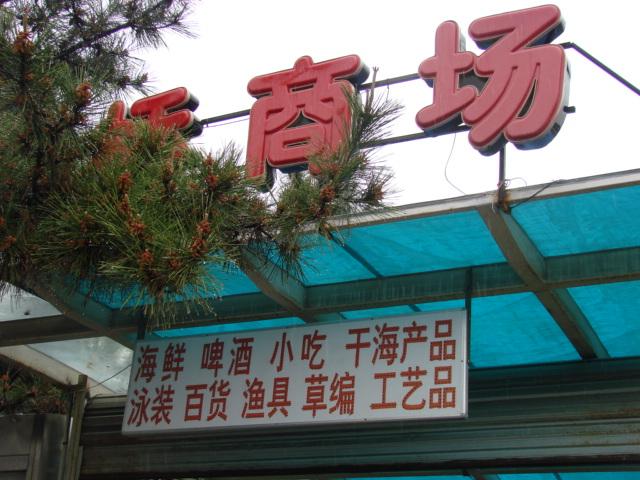 商场
海鲜 啤酒 小吃 干海产品
泳装 百货 渔具 草编 工艺品